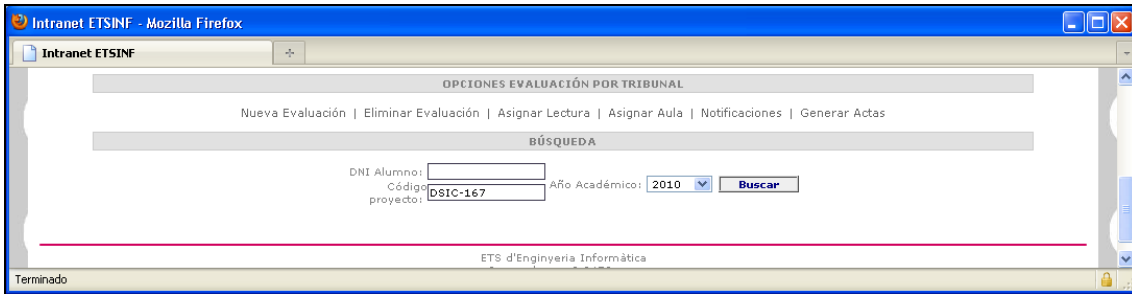 Intranet ETSINF - Mozilla Firefox
Intranet ETSINF
OPCIONES EVALUACIÓN POR TRIBUNAL
Nueva Evaluación | Eliminar Evaluación | Asignar Lectura | Asignar Aula | Notificaciones | Generar Actas
BÚSQUEDA
DNI Alumno:
Código proyecto: DSIC-167 Año Académico: 2010 Buscar
ETS d'Enginyeria Informàtica
Terminado